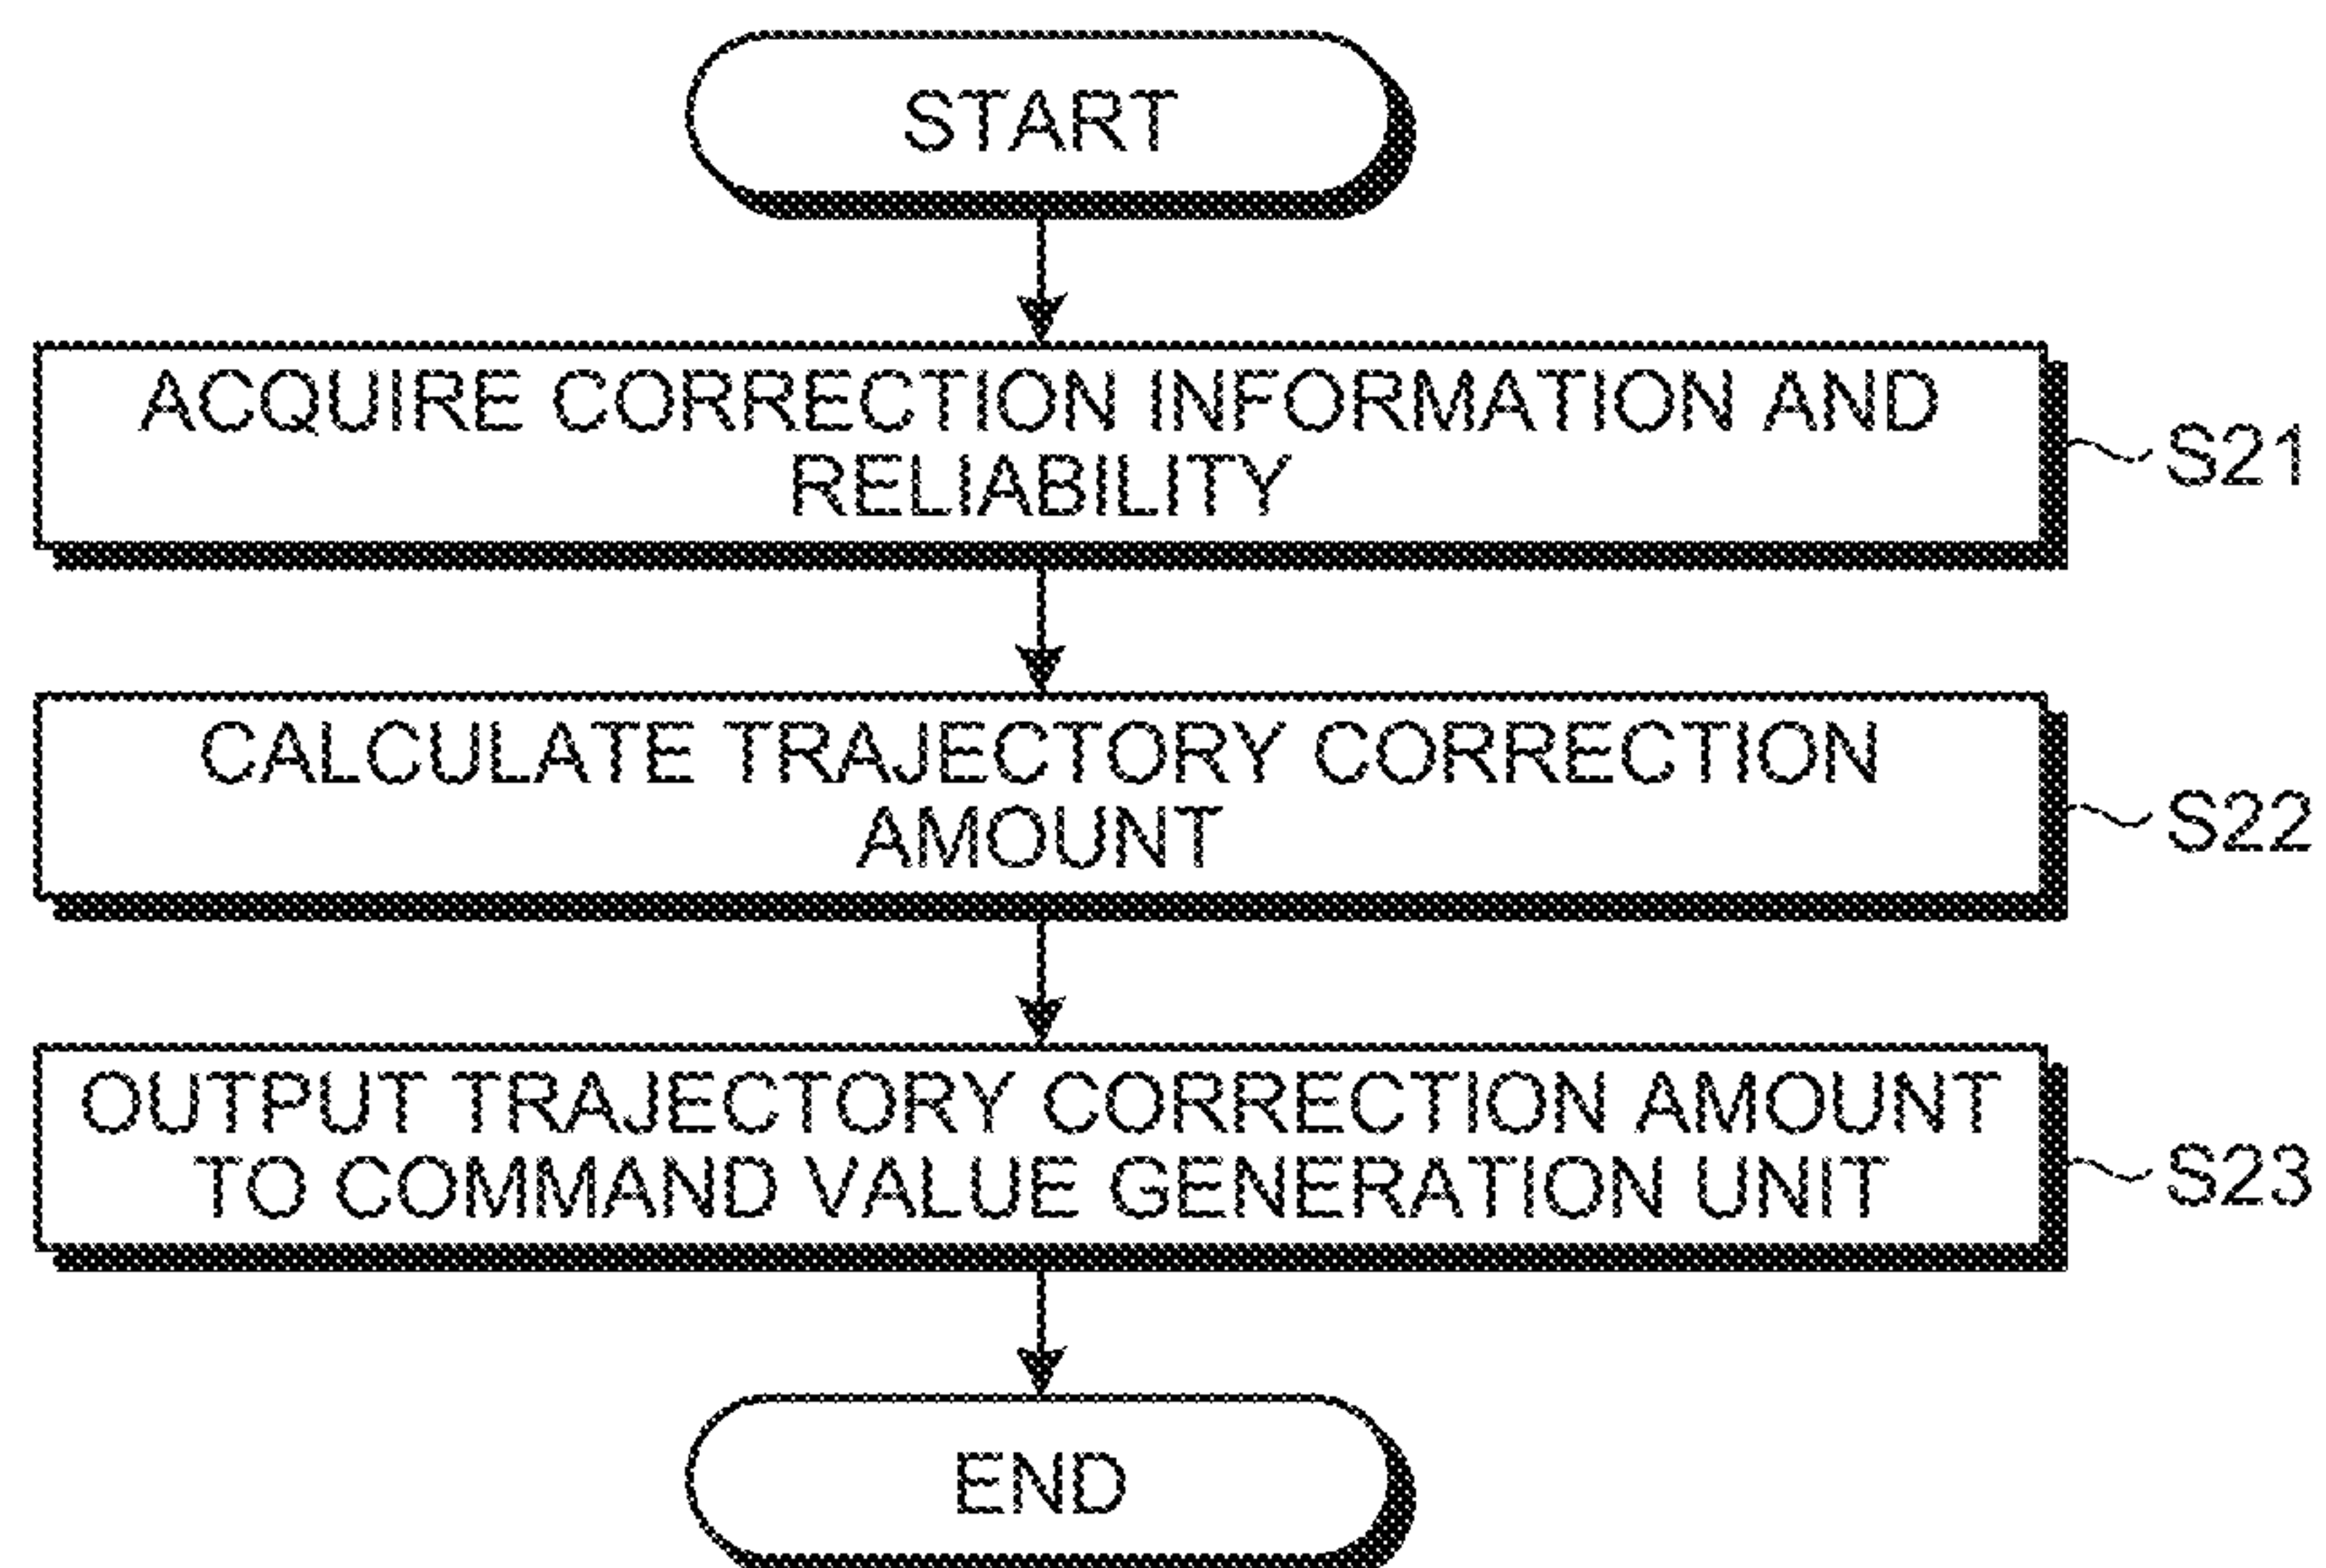 START
ACQUIRE CORRECTION INFORMATION AND
RELIABILITY
S21
CALCULATE TRAJECTORY CORRECTION
AMOUNT
S22
OUTPUT TRAJECTORY CORRECTION AMOUNT
TO COMMAND VALUE GENERATION UNIT
S23
END